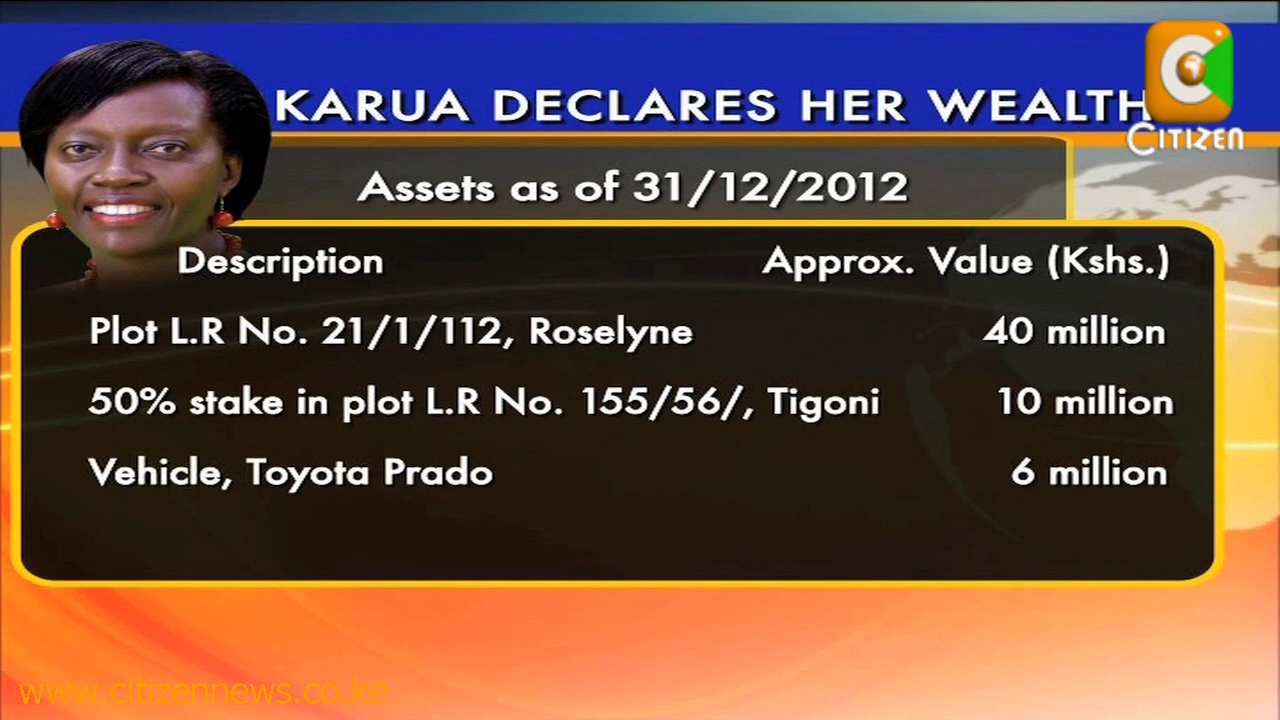 KARUA DECLARES HER WEALTH
CITIZEN
Assets as of 31/12/2012
Description Approx. Value (Kshs.)
Plot L.R No. 21/1/112, Roselyne 40 million
50% stake in plot L.R No. 155/56/, Tigoni 10 million
Vehicle, Toyota Prado 6 million
www.citizennews.co.ke